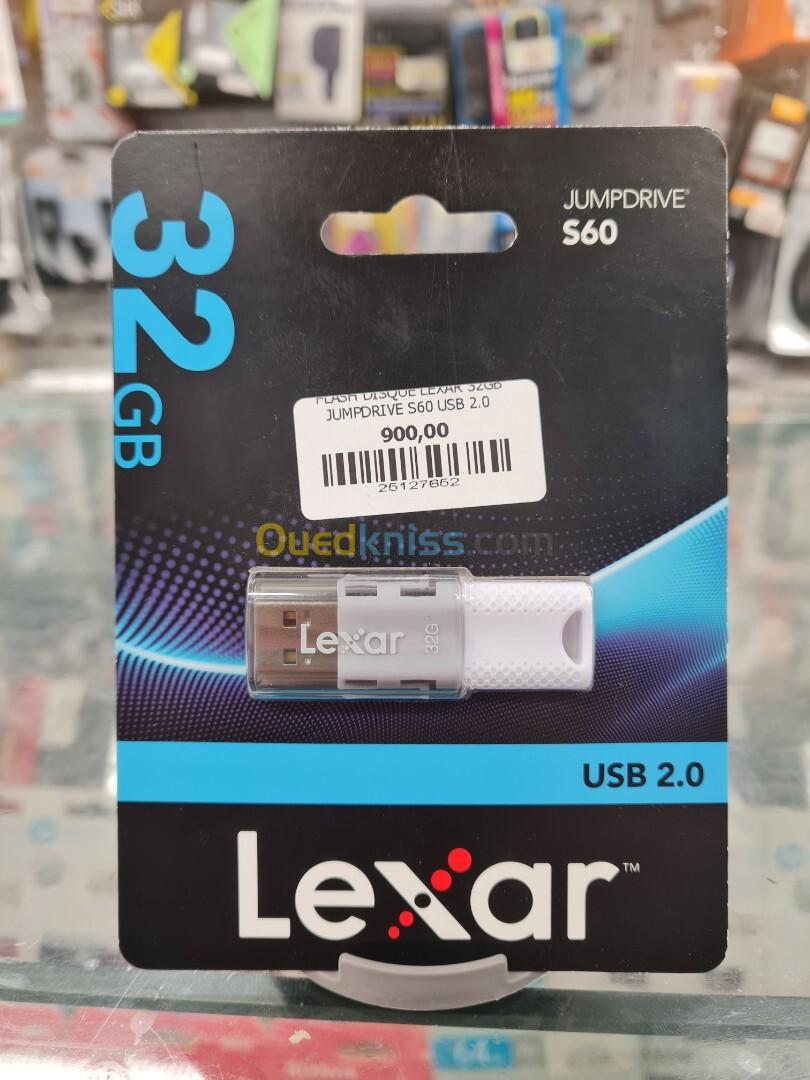 JUMPDRIVE®
S60
32GB
FLASH DISQUE LEXAR 32GB
JUMPDRIVE S60 USB 2.0
900,00
25127652
Ouedkniss.com
Lexar
32G
USB 2.0
Lexar™